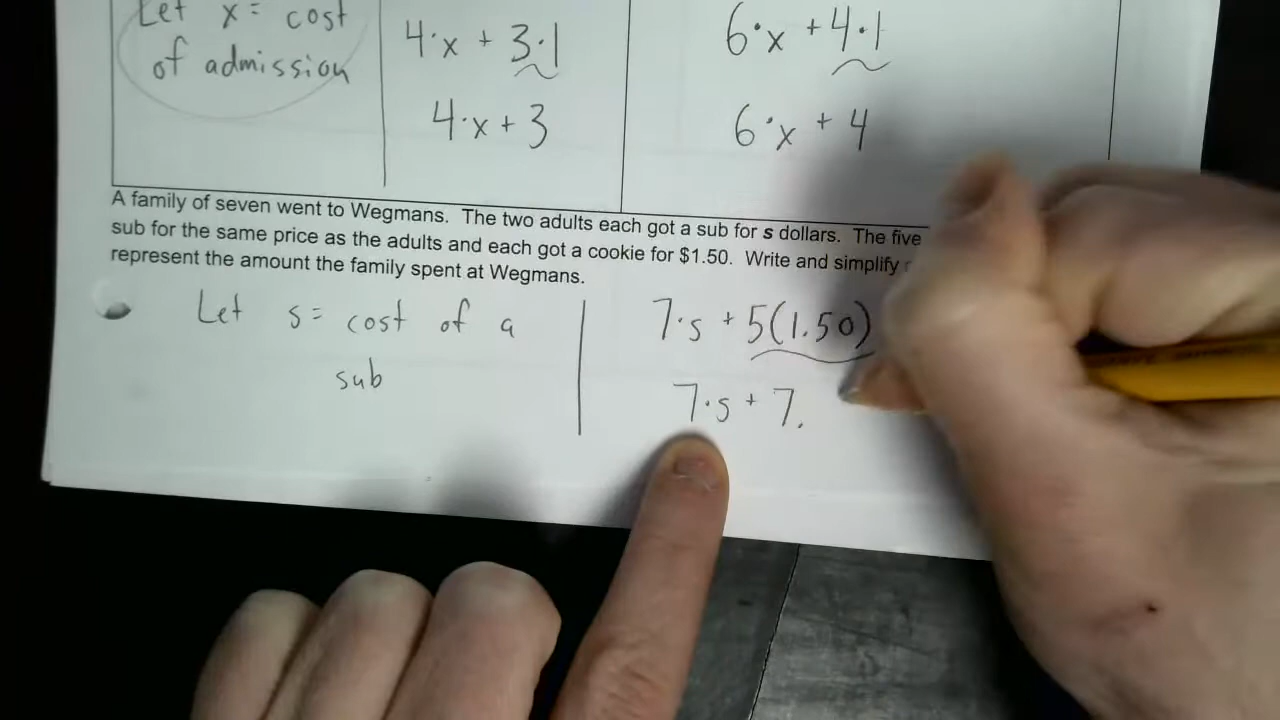 Let x = cost
of admission
4·x + 3·1
4·x + 3
6·x + 4·1
6·x + 4
A family of seven went to Wegmans. The two adults each got a sub for s dollars. The five
sub for the same price as the adults and each got a cookie for $1.50. Write and simplify
represent the amount the family spent at Wegmans.
Let s = cost of a
sub
7·s + 5(1.50)
7·s + 7.